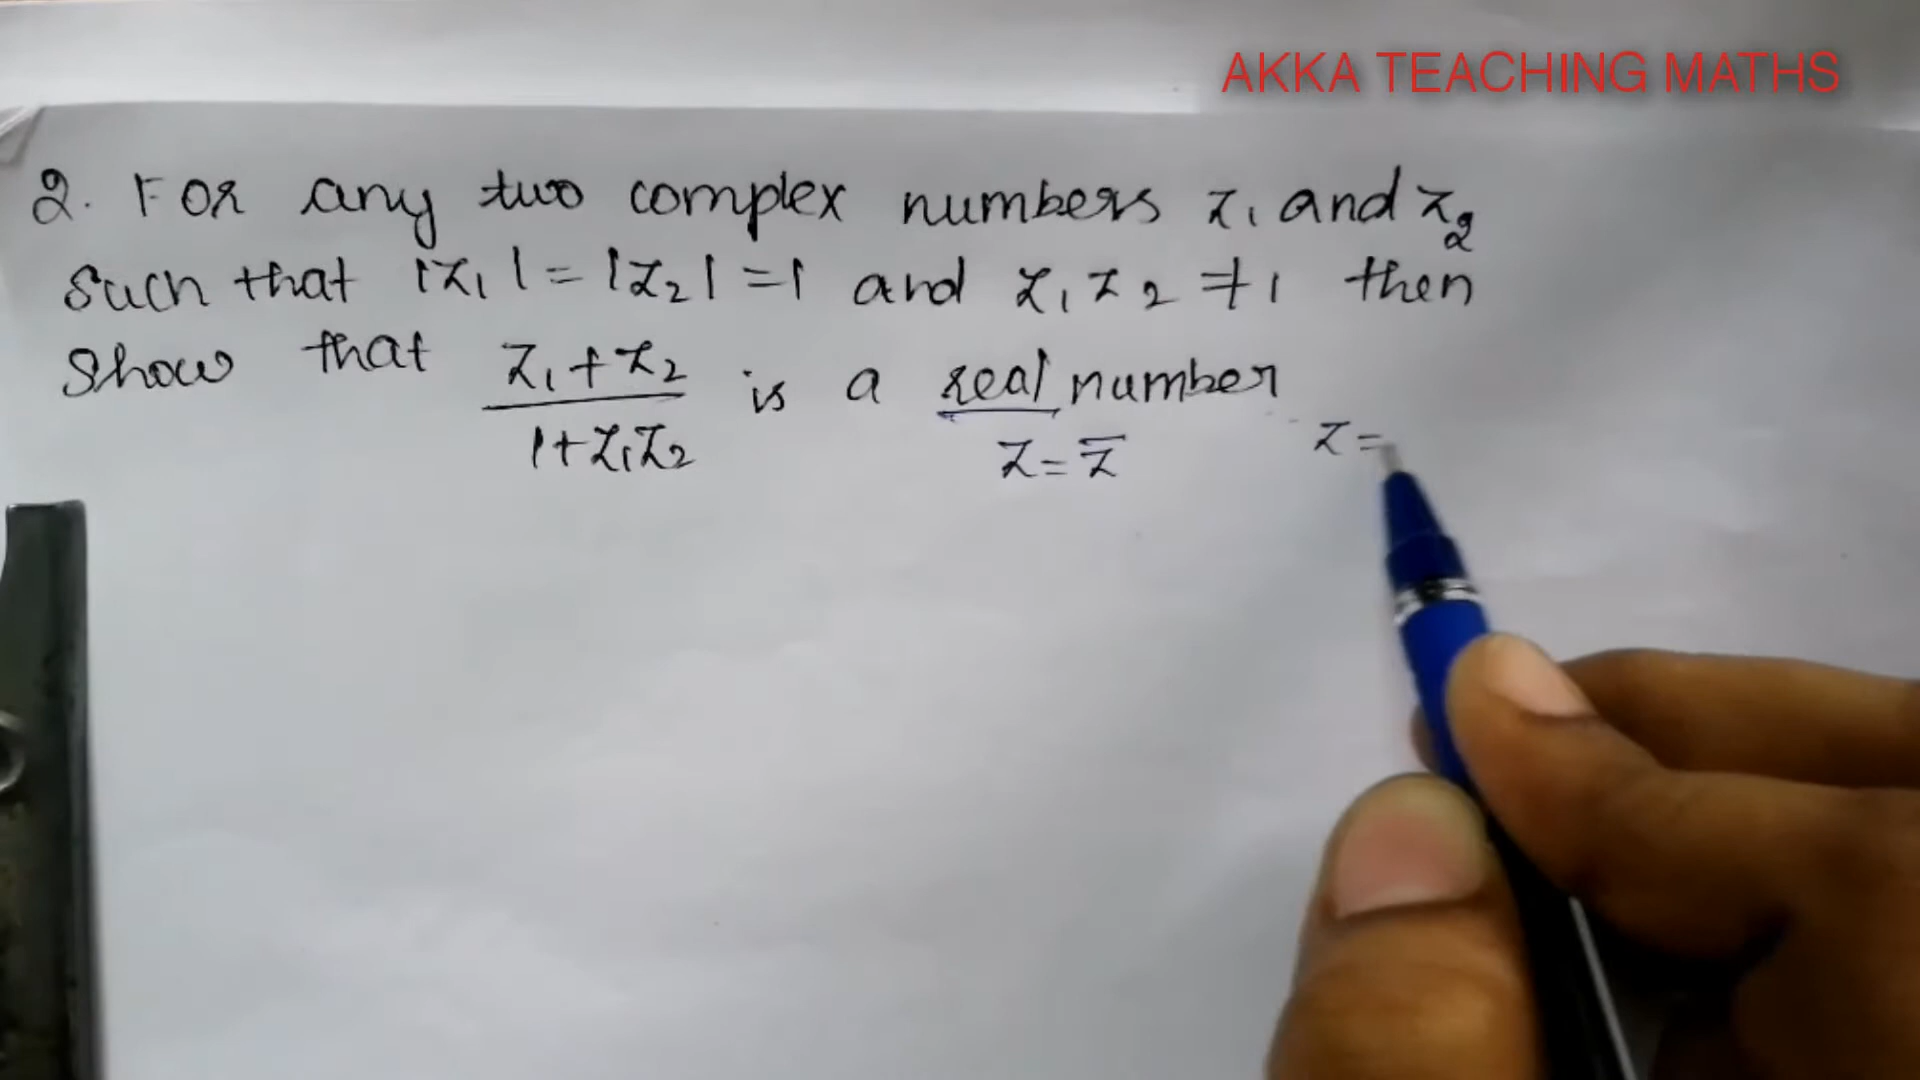 AKKA TEACHING MATHS
2. For any two complex numbers z₁ and z₂
Such that |z₁| = |z₂| = 1 and z₁z₂ ≠ 1 then
Show that (z₁+z₂)/(1+z₁z₂) is a real number
z = z̅ z =